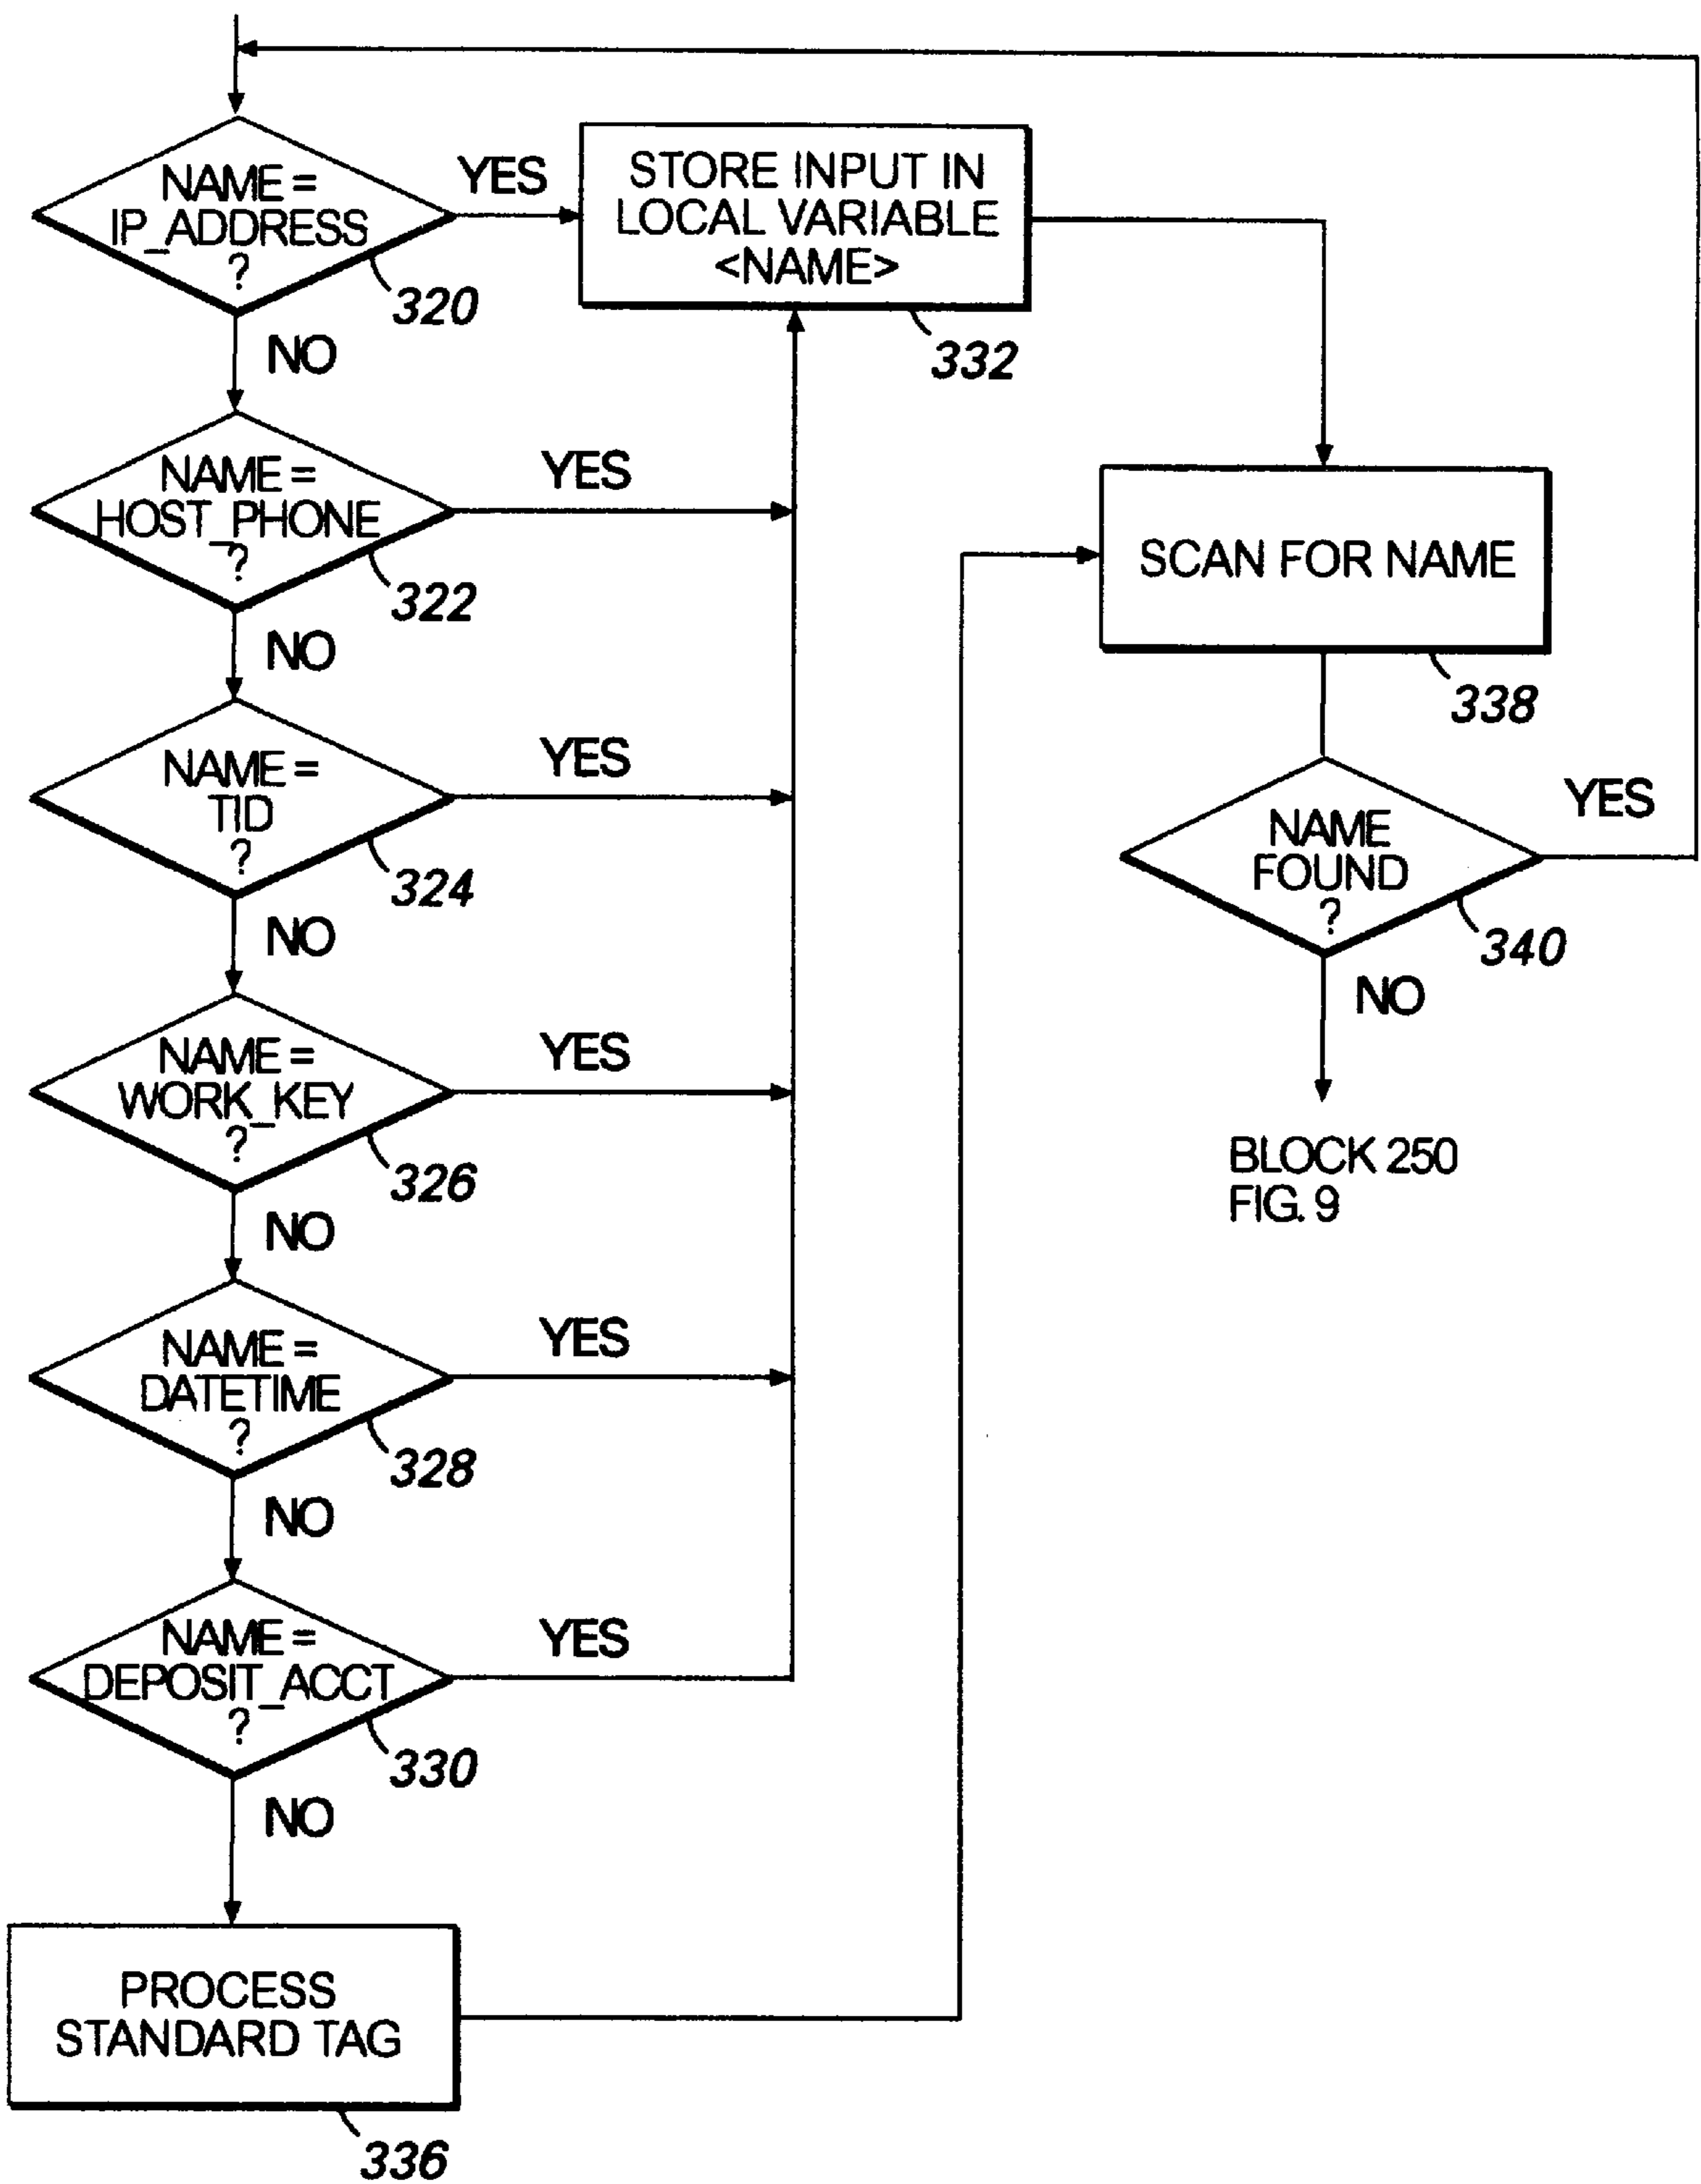 NAME =
IP_ADDRESS
?
320
YES
NO
STORE INPUT IN
LOCAL VARIABLE
<NAME>
332
NAME =
HOST_PHONE
?
322
YES
NO
NAME =
TID
?
324
YES
NO
NAME =
WORK_KEY
?
326
YES
NO
NAME =
DATETIME
?
328
YES
NO
NAME =
DEPOSIT_ACCT
?
330
YES
NO
PROCESS
STANDARD TAG
336
SCAN FOR NAME
338
NAME
FOUND
?
340
YES
NO
BLOCK 250
FIG. 9